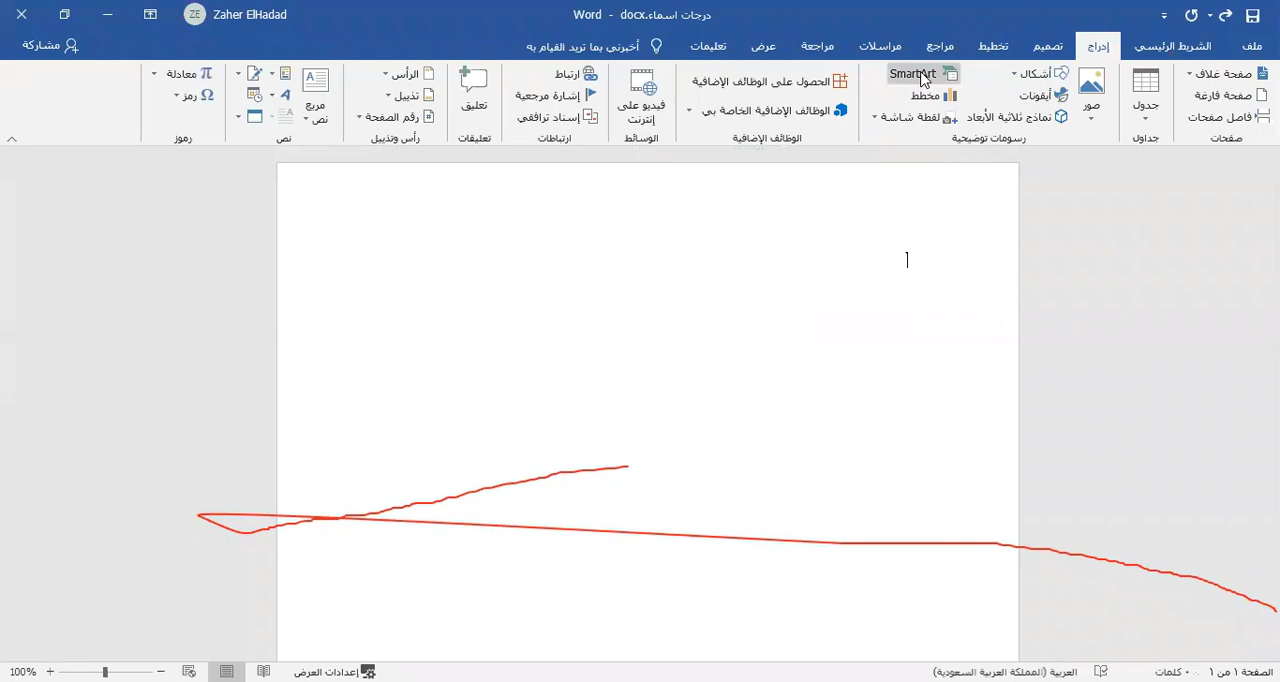 درجات اسماء.docx - Word
Zaher ElHadad
ZE
ملف
الشريط الرئيسي
إدراج
تصميم
تخطيط
مراجع
مراسلات
مراجعة
عرض
تعليمات
أخبرني بما تريد القيام به
مشاركة
صفحة غلاف
صفحة فارغة
فاصل صفحات
صفحات
جدول
جداول
صور
أشكال
أيقونات
نماذج ثلاثية الأبعاد
SmartArt
مخطط
لقطة شاشة
رسومات توضيحية
الحصول على الوظائف الإضافية
الوظائف الإضافية الخاصة بي
الوظائف الإضافية
فيديو على
إنترنت
الوسائط
ارتباط
إشارة مرجعية
إسناد ترافقي
ارتباطات
تعليق
تعليقات
الرأس
تذييل
رقم الصفحة
رأس وتذييل
مربع
نص
A
نص
π معادلة
Ω رمز
رموز
الصفحة ١ من ١
٠ كلمات
العربية (المملكة العربية السعودية)
إعدادات العرض
100%